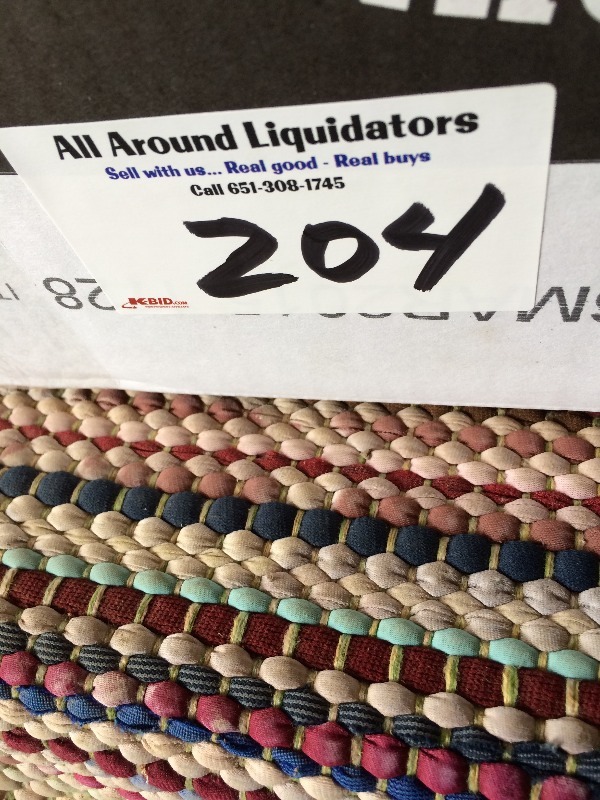 All Around Liquidators
Sell with us... Real good - Real buys
Call 651-308-1745
204
K-BID.COM